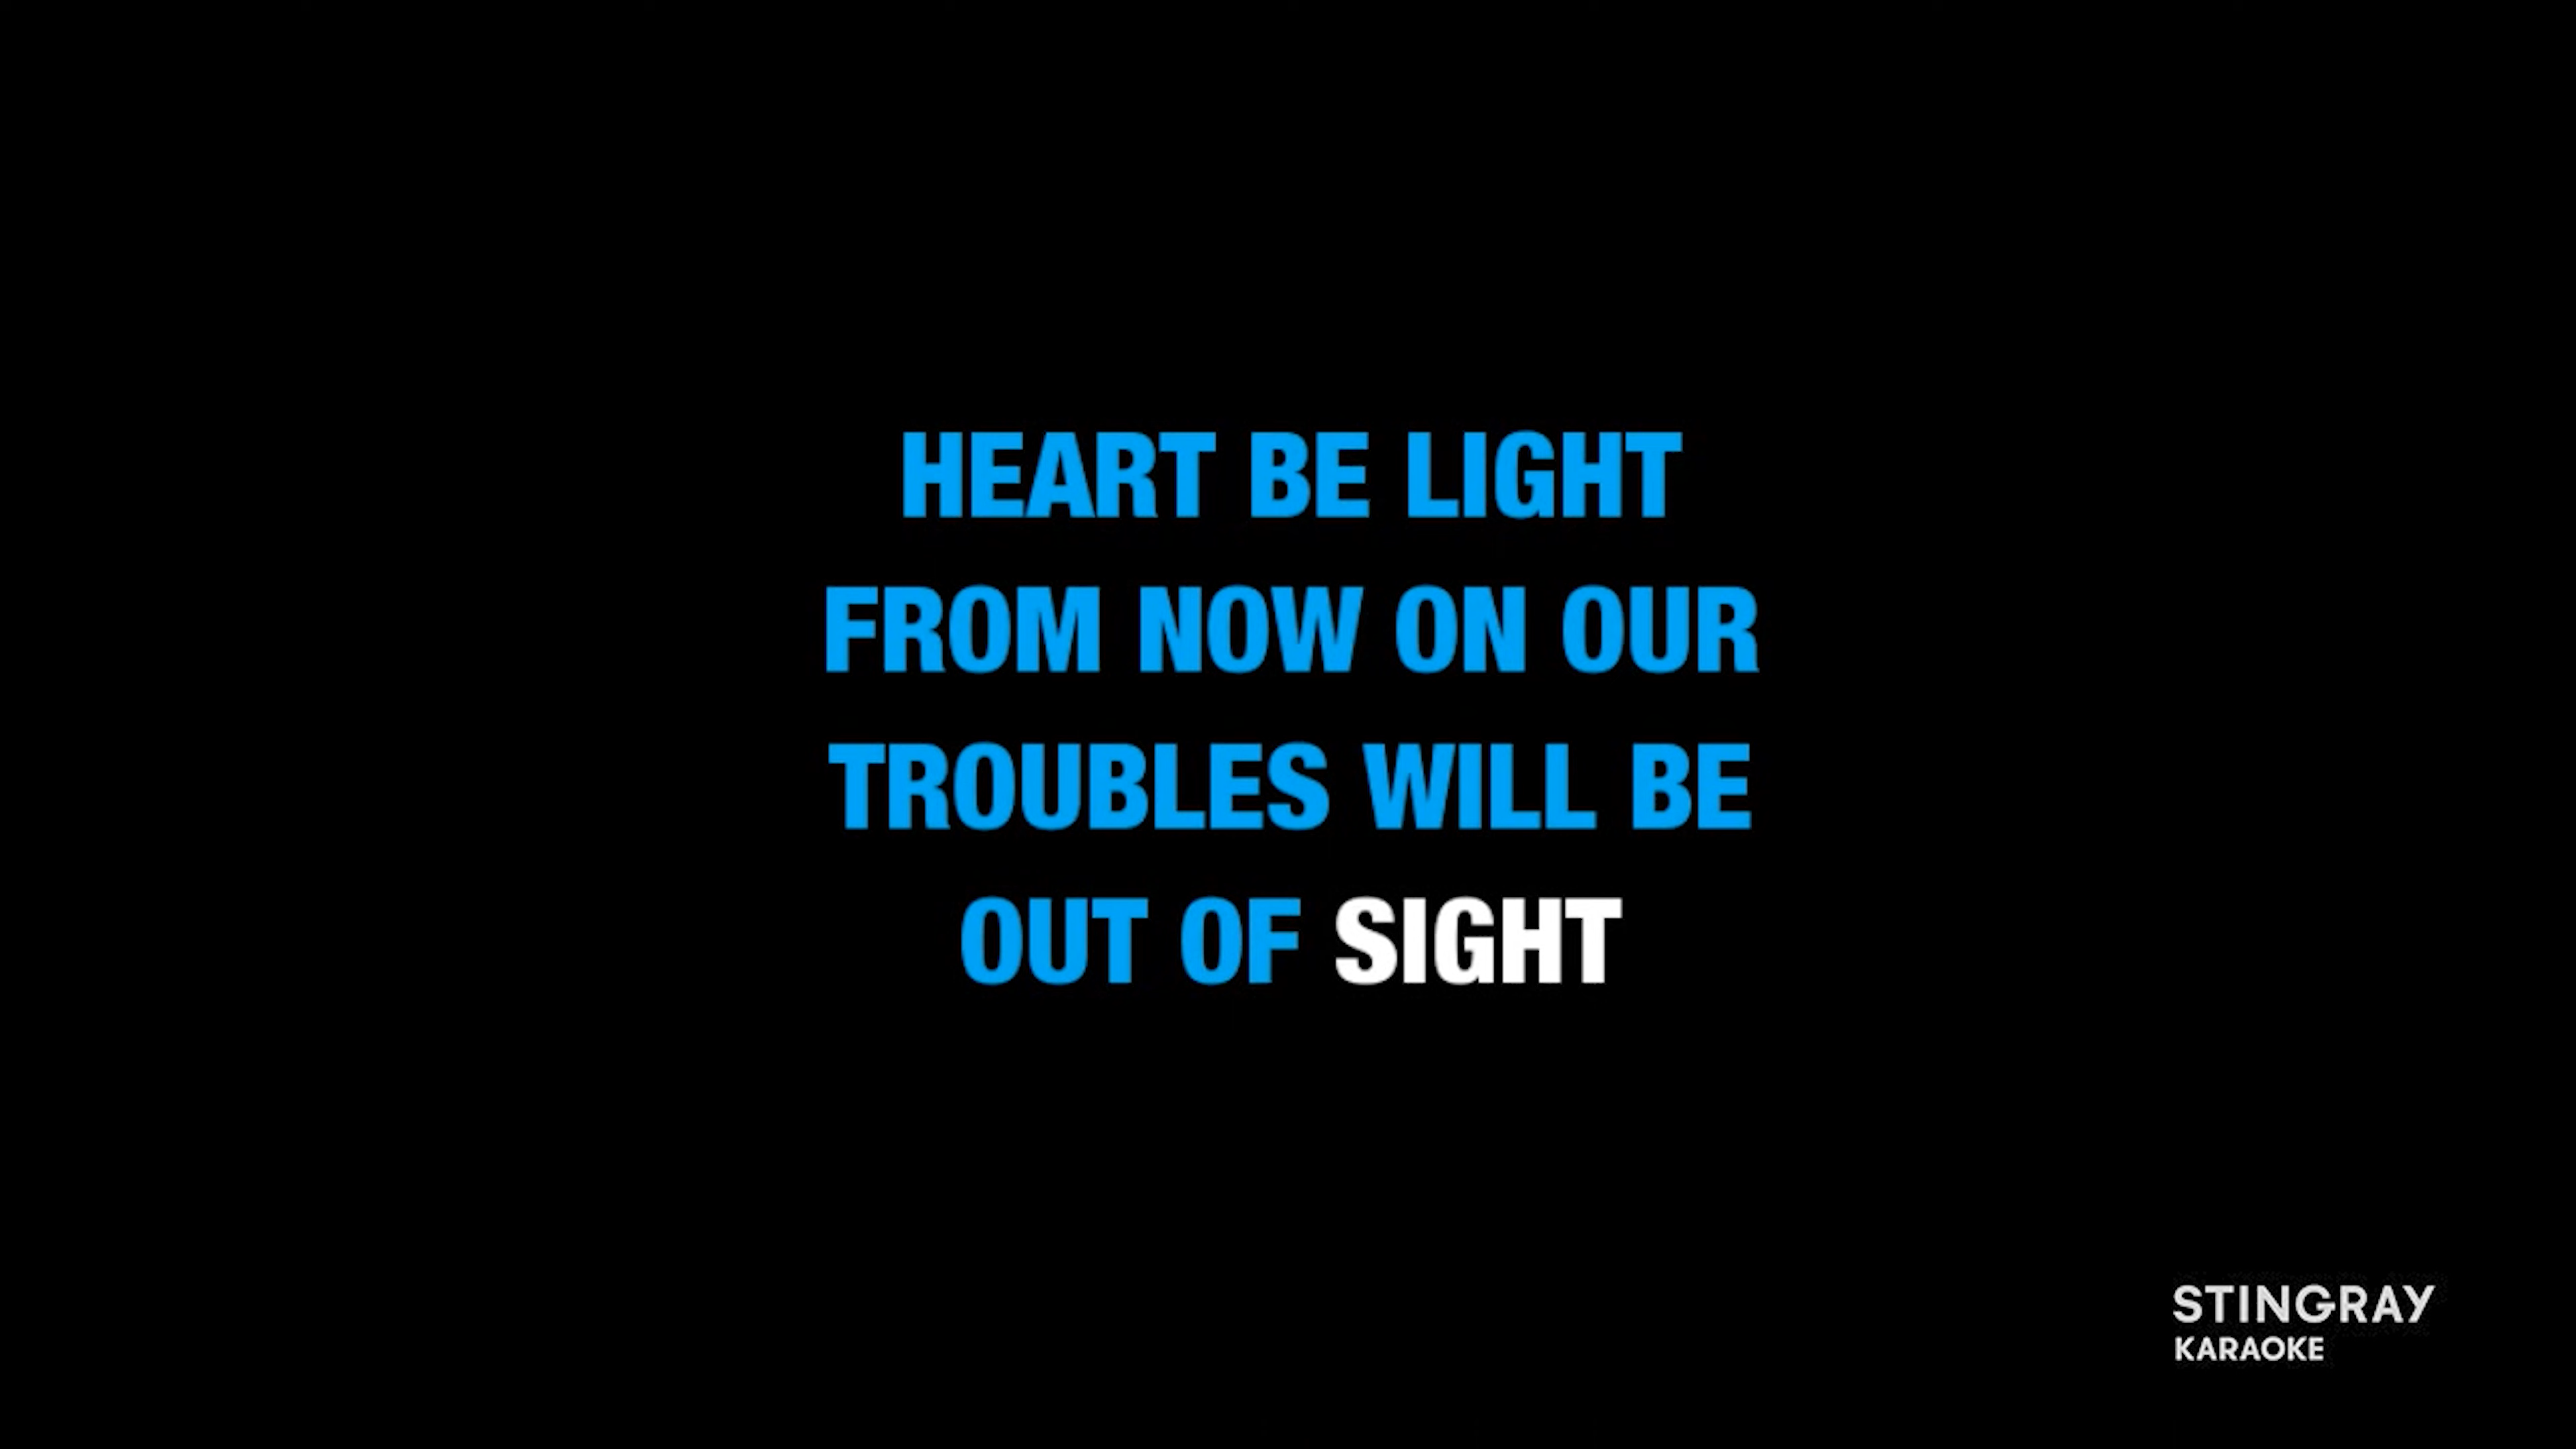 HEART BE LIGHT
FROM NOW ON OUR
TROUBLES WILL BE
OUT OF SIGHT
STINGRAY
KARAOKE